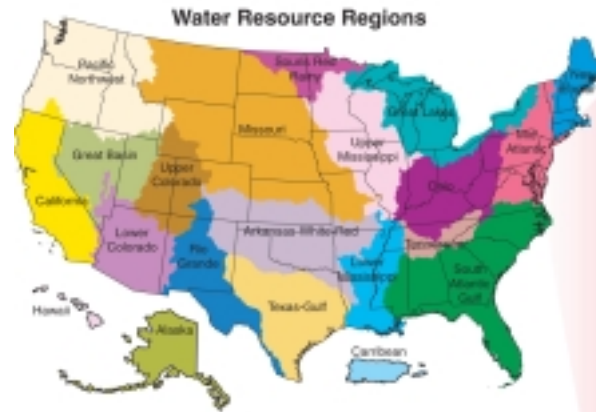 Water Resource Regions
Pacific
Northwest
Souris Red
Rainy
Missouri
Great Lakes
New
England
Upper
Mississippi
Mid
Atlantic
Great Basin
Upper
Colorado
Ohio
California
Lower
Colorado
Rio
Grande
Arkansas-White-Red
Tennessee
Lower
Mississippi
South
Atlantic
Gulf
Texas-Gulf
Hawaii
Alaska